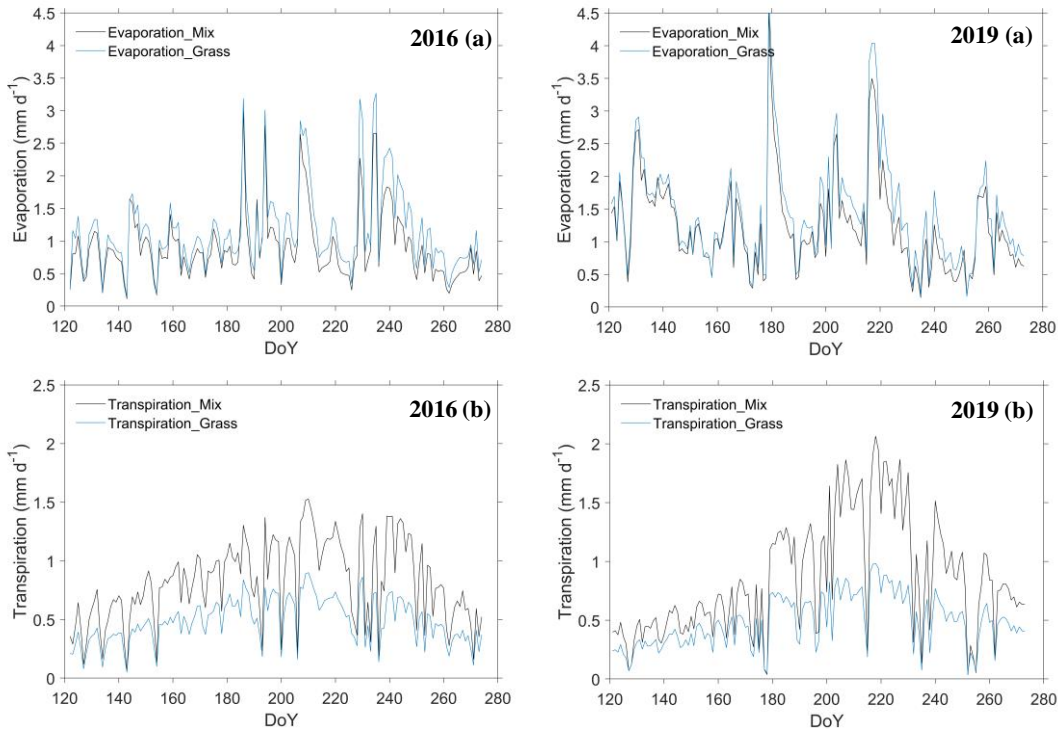 2016 (a)
Evaporation_Mix
Evaporation_Grass
Evaporation (mm d-1)
4.5
4
3.5
3
2.5
2
1.5
1
0.5
0
120 140 160 180 200 220 240 260 280
DoY
2019 (a)
Evaporation_Mix
Evaporation_Grass
Evaporation (mm d-1)
4.5
4
3.5
3
2.5
2
1.5
1
0.5
0
120 140 160 180 200 220 240 260 280
DoY
2016 (b)
Transpiration_Mix
Transpiration_Grass
Transpiration (mm d-1)
2.5
2
1.5
1
0.5
0
120 140 160 180 200 220 240 260 280
DoY
2019 (b)
Transpiration_Mix
Transpiration_Grass
Transpiration (mm d-1)
2.5
2
1.5
1
0.5
0
120 140 160 180 200 220 240 260 280
DoY